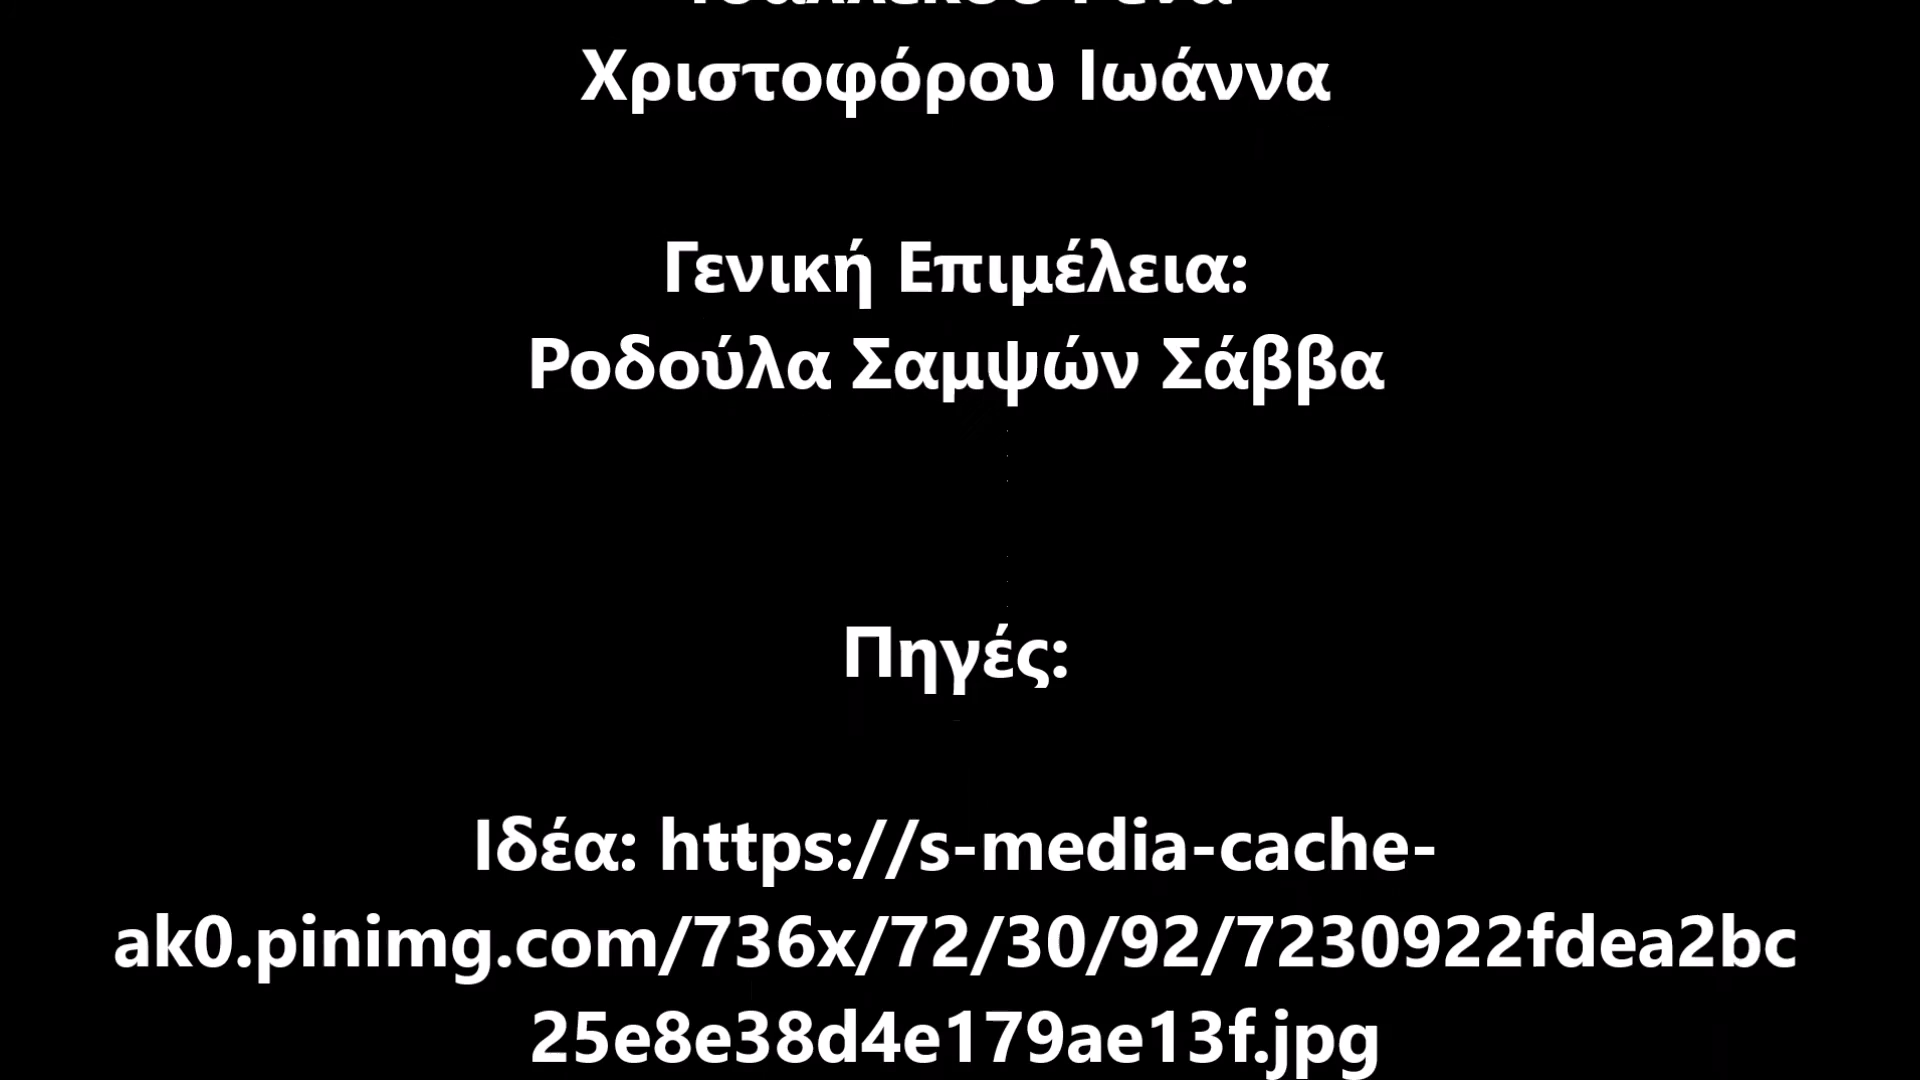 Χριστοφόρου Ιωάννα
Γενική Επιμέλεια:
Ροδούλα Σαμψών Σάββα
Πηγές:
Ιδέα: https://s-media-cache-
ak0.pinimg.com/736x/72/30/92/7230922fdea2bc
25e8e38d4e179ae13f.jpg